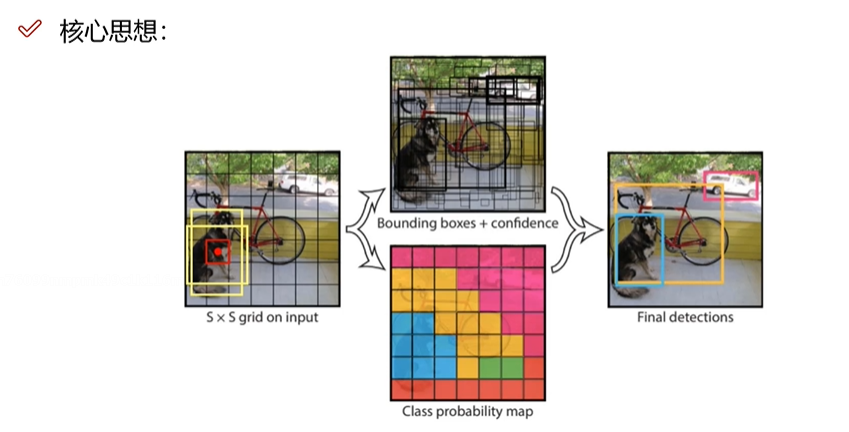 核心思想：
Bounding boxes + confidence
S × S grid on input
Final detections
Class probability map